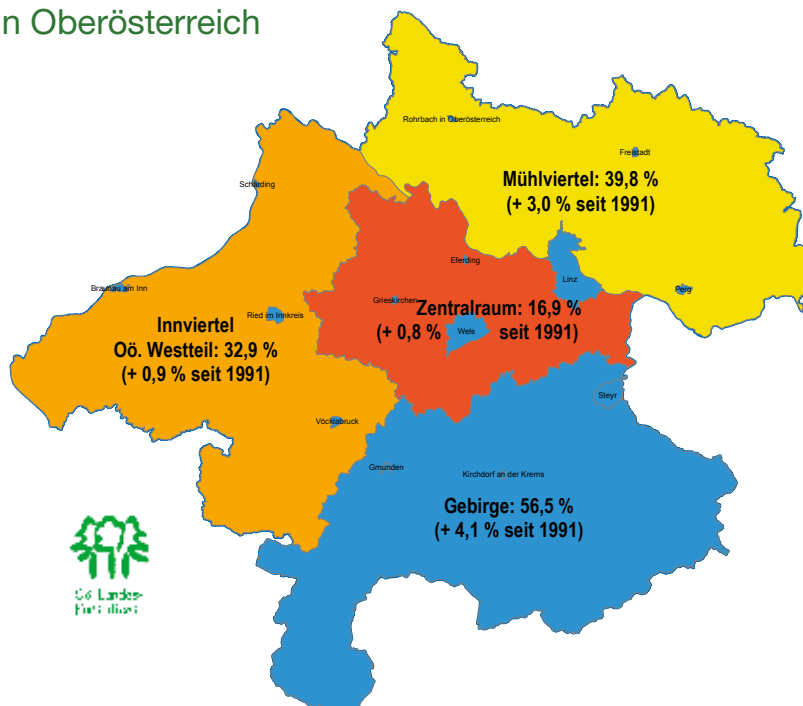 n Oberösterreich
Rohrbach in Oberösterreich
Freistadt
Mühlviertel: 39,8 %
(+ 3,0 % seit 1991)
Schärding
Eferding
Linz
Braunau am Inn
Perg
Grieskirchen
Ried im Innkreis
Zentralraum: 16,9 %
(+ 0,8 % seit 1991)
Wels
Innviertel
Oö. Westteil: 32,9 %
(+ 0,9 % seit 1991)
Steyr
Vöcklabruck
Gmunden
Kirchdorf an der Krems
Gebirge: 56,5 %
(+ 4,1 % seit 1991)